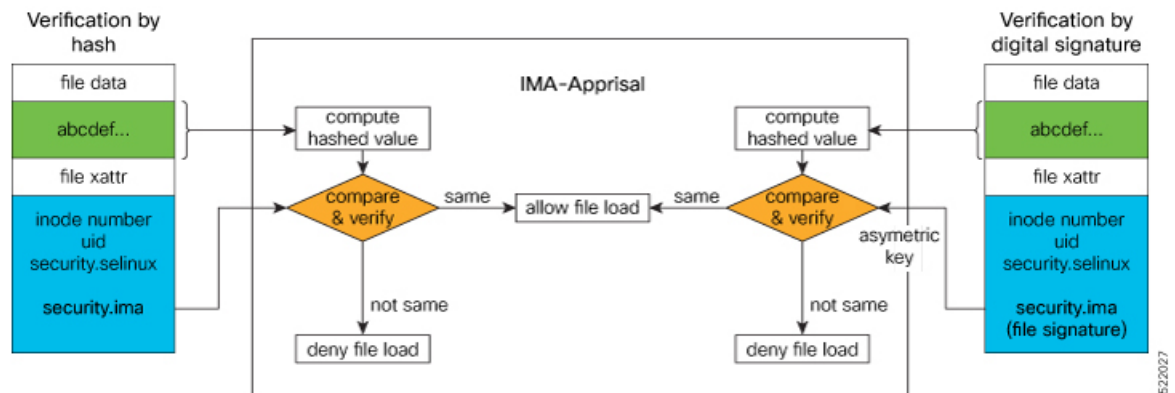 Verification by
hash
file data
abcdef...
file xattr
inode number
uid
security.selinux
security.ima
IMA-Apprisal
compute
hashed value
compare
& verify
same
not same
deny file load
allow file load
compute
hashed value
same
compare
& verify
asymetric
key
not same
deny file load
Verification by
digital signature
file data
abcdef...
file xattr
inode number
uid
security.selinux
security.ima
(file signature)
522027